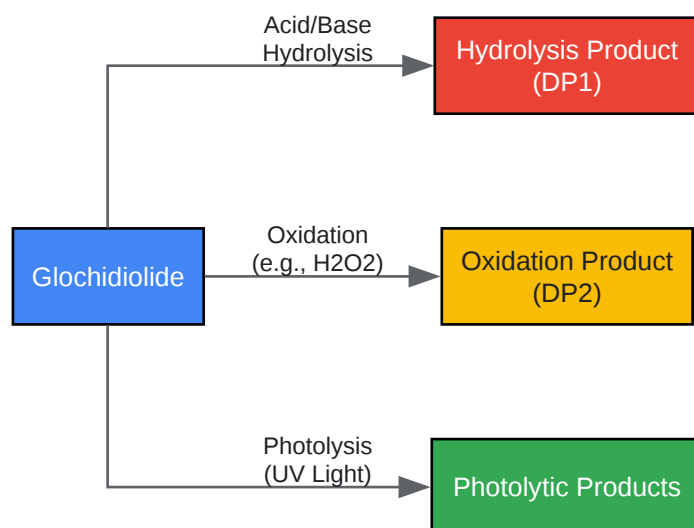 Acid/Base
Hydrolysis
Hydrolysis Product
(DP1)
Glochidiolide
Oxidation
(e.g., H2O2)
Oxidation Product
(DP2)
Photolysis
(UV Light)
Photolytic Products